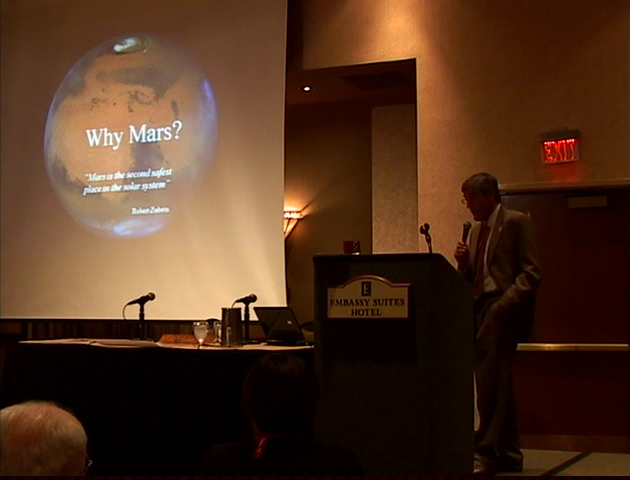 Why Mars?
"Mars is the second safest
place in the solar system"
Robert Zubrin
EXIT
E
EMBASSY SUITES
HOTEL